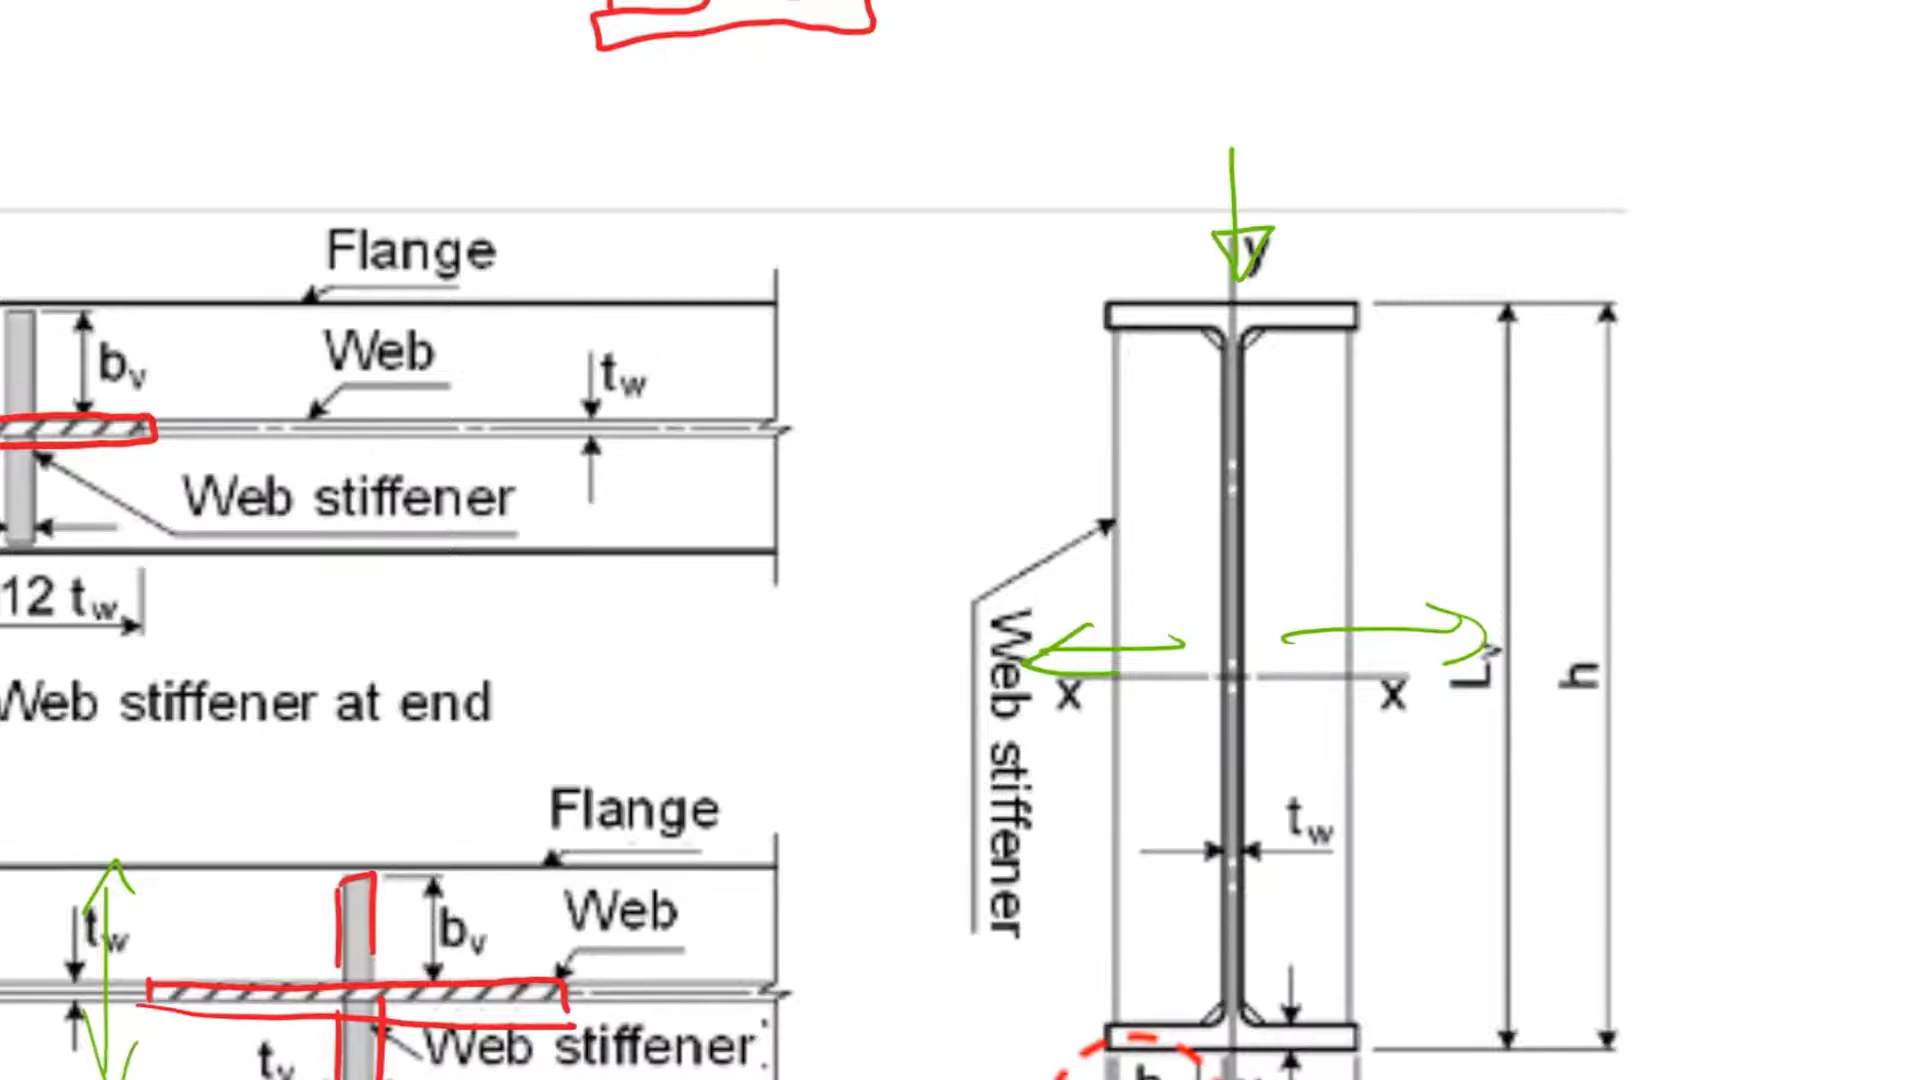 Flange
y
Web
b_v
t_w
Web stiffener
12 t_w
Web stiffener at end
x
x
h
Web stiffener
Flange
t_w
t_w
b_v
Web
Web stiffener
t_v